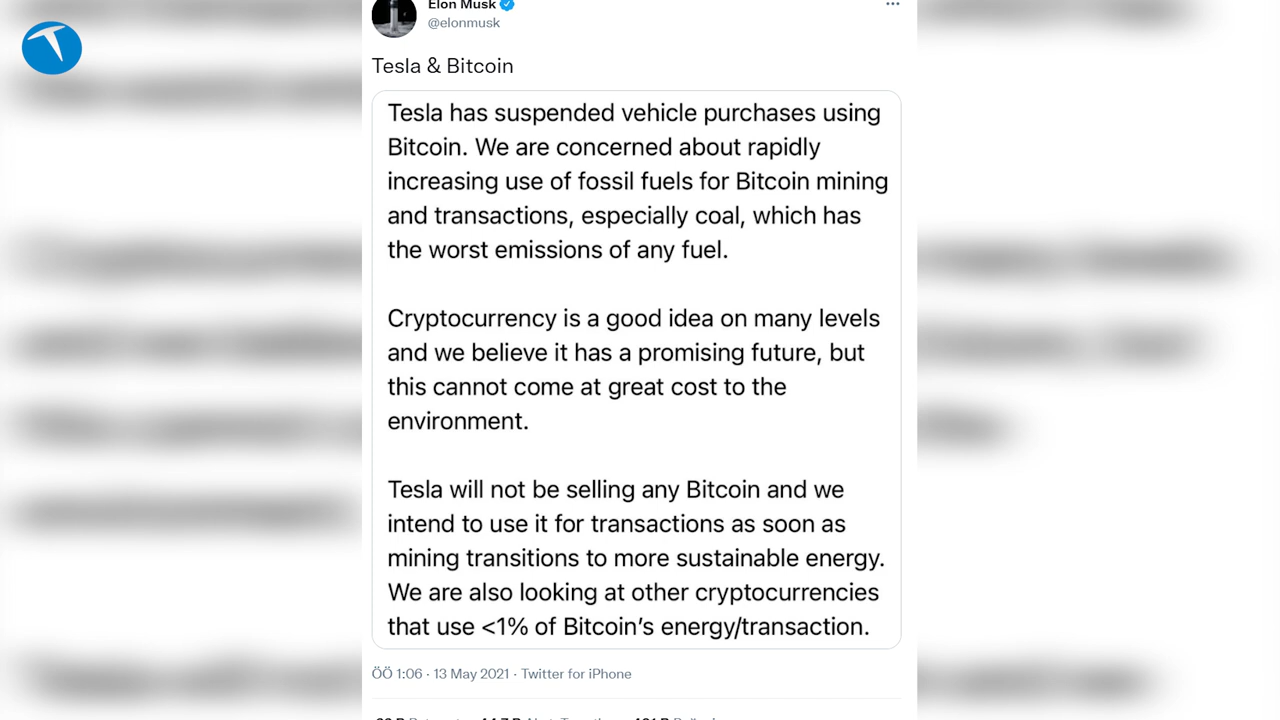 Elon Musk
@elonmusk
Tesla & Bitcoin
Tesla has suspended vehicle purchases using
Bitcoin. We are concerned about rapidly
increasing use of fossil fuels for Bitcoin mining
and transactions, especially coal, which has
the worst emissions of any fuel.
Cryptocurrency is a good idea on many levels
and we believe it has a promising future, but
this cannot come at great cost to the
environment.
Tesla will not be selling any Bitcoin and we
intend to use it for transactions as soon as
mining transitions to more sustainable energy.
We are also looking at other cryptocurrencies
that use <1% of Bitcoin's energy/transaction.
ÖÖ 1:06 · 13 May 2021 · Twitter for iPhone